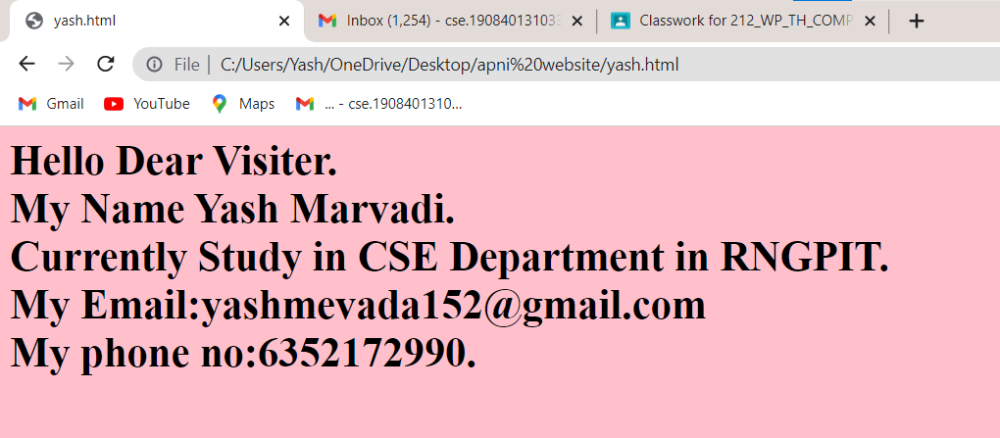 yash.html
Inbox (1,254) - cse.19084013103
Classwork for 212_WP_TH_COMP
File
C:/Users/Yash/OneDrive/Desktop/apni%20website/yash.html
Gmail
YouTube
Maps
... - cse.1908401310...
Hello Dear Visiter.
My Name Yash Marvadi.
Currently Study in CSE Department in RNGPIT.
My Email:yashmevada152@gmail.com
My phone no:6352172990.